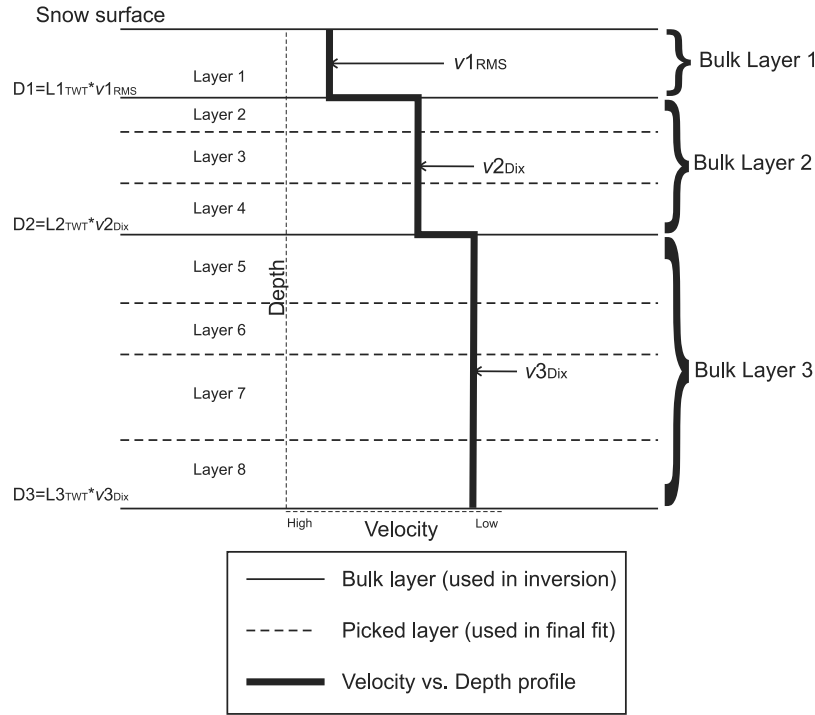 Snow surface
v1RMS
Bulk Layer 1
Layer 1
D1=L1TWT*v1RMS
Layer 2
Layer 3
v2Dix
Bulk Layer 2
Layer 4
D2=L2TWT*v2Dix
Layer 5
Depth
Layer 6
v3Dix
Bulk Layer 3
Layer 7
Layer 8
D3=L3TWT*v3Dix
High
Velocity
Low
Bulk layer (used in inversion)
Picked layer (used in final fit)
Velocity vs. Depth profile